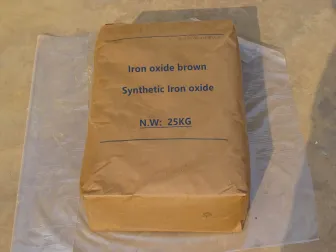 Iron oxide brown
Synthetic Iron oxide
N.W: 25KG